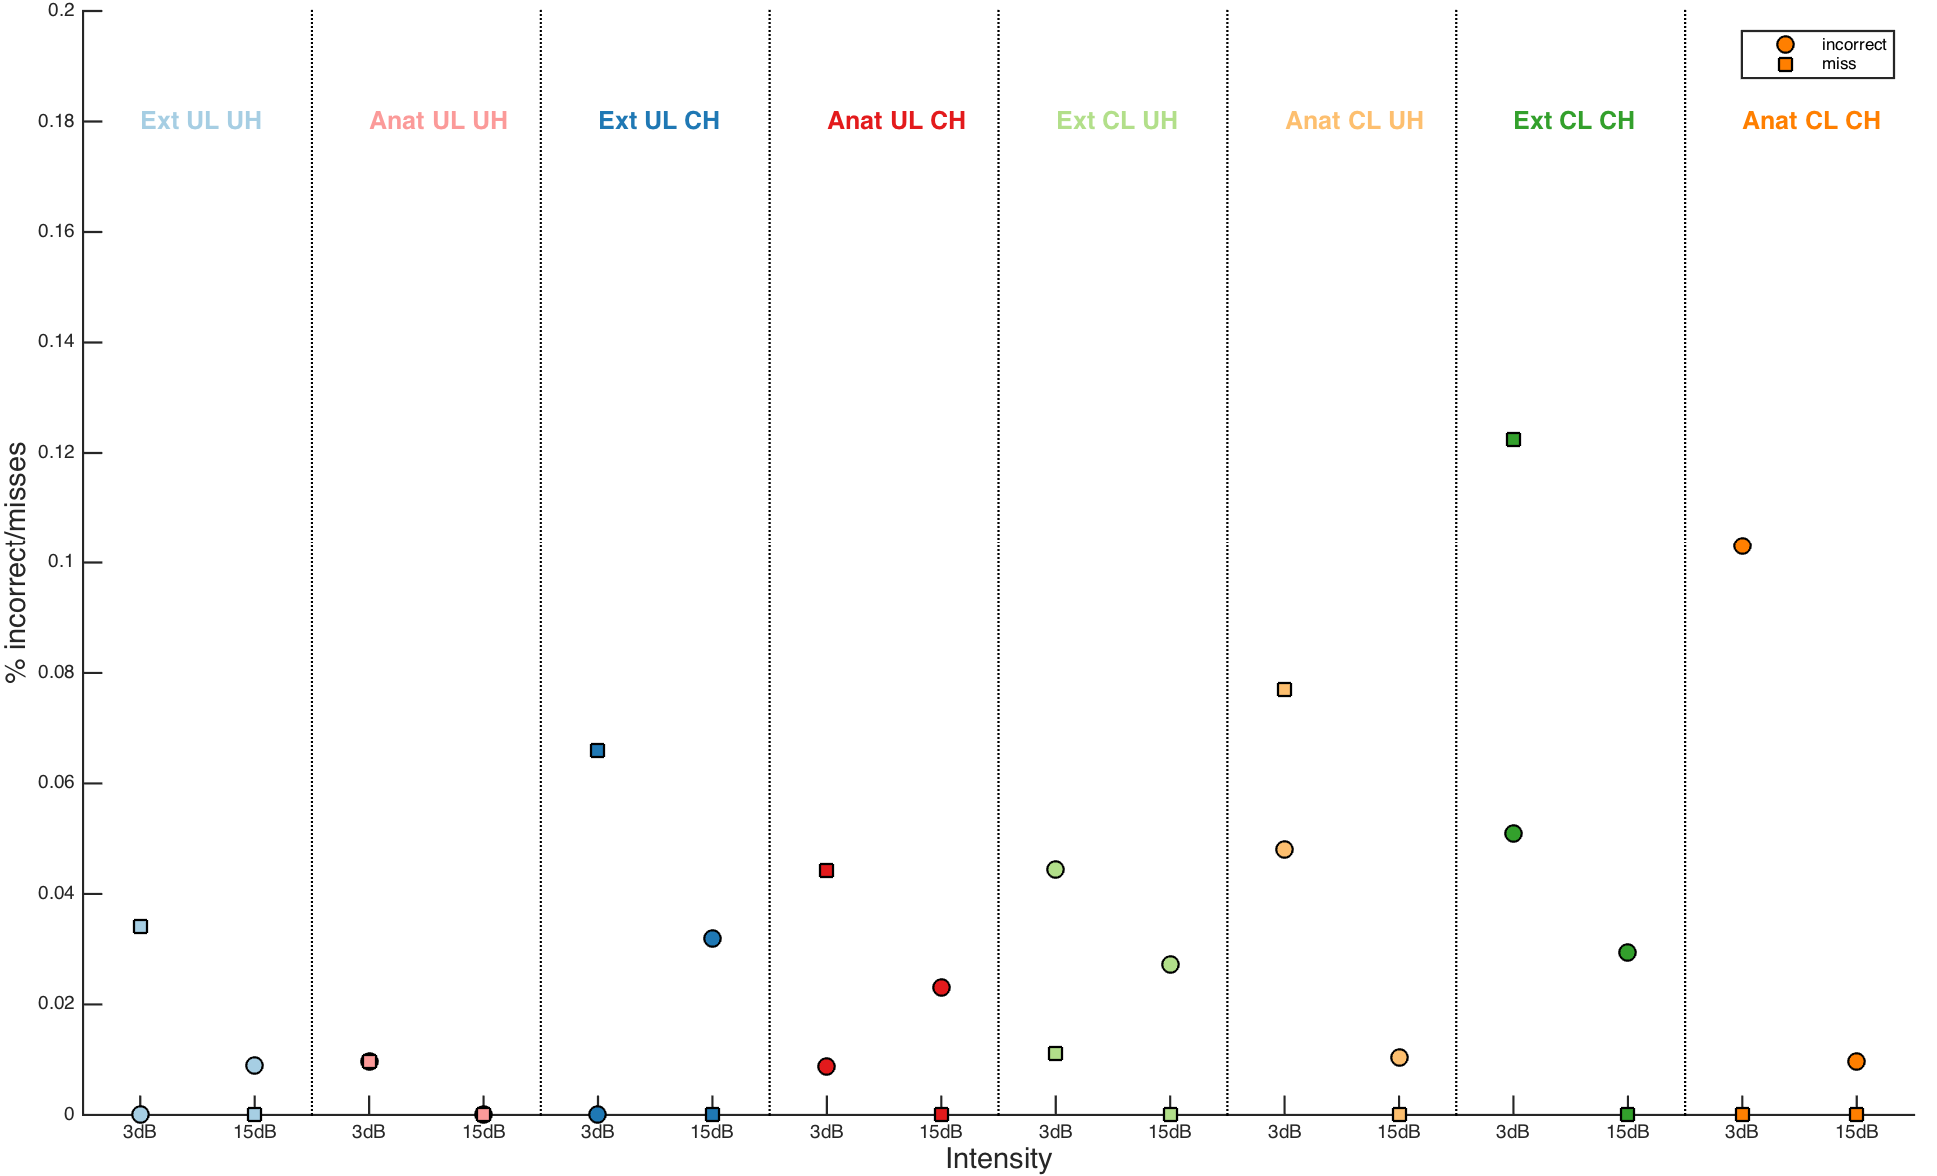 0.2
incorrect
miss
0.18
Ext UL UH
Anat UL UH
Ext UL CH
Anat UL CH
Ext CL UH
Anat CL UH
Ext CL CH
Anat CL CH
0.16
0.14
0.12
0.1
0.08
0.06
0.04
0.02
0
% incorrect/misses
3dB
15dB
3dB
15dB
3dB
15dB
3dB
15dB
3dB
15dB
3dB
15dB
3dB
15dB
3dB
15dB
Intensity